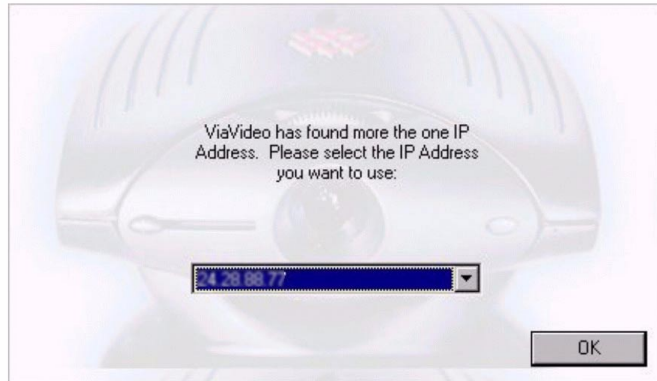 ViaVideo has found more the one IP
Address. Please select the IP Address
you want to use:
24.28.88.77
OK